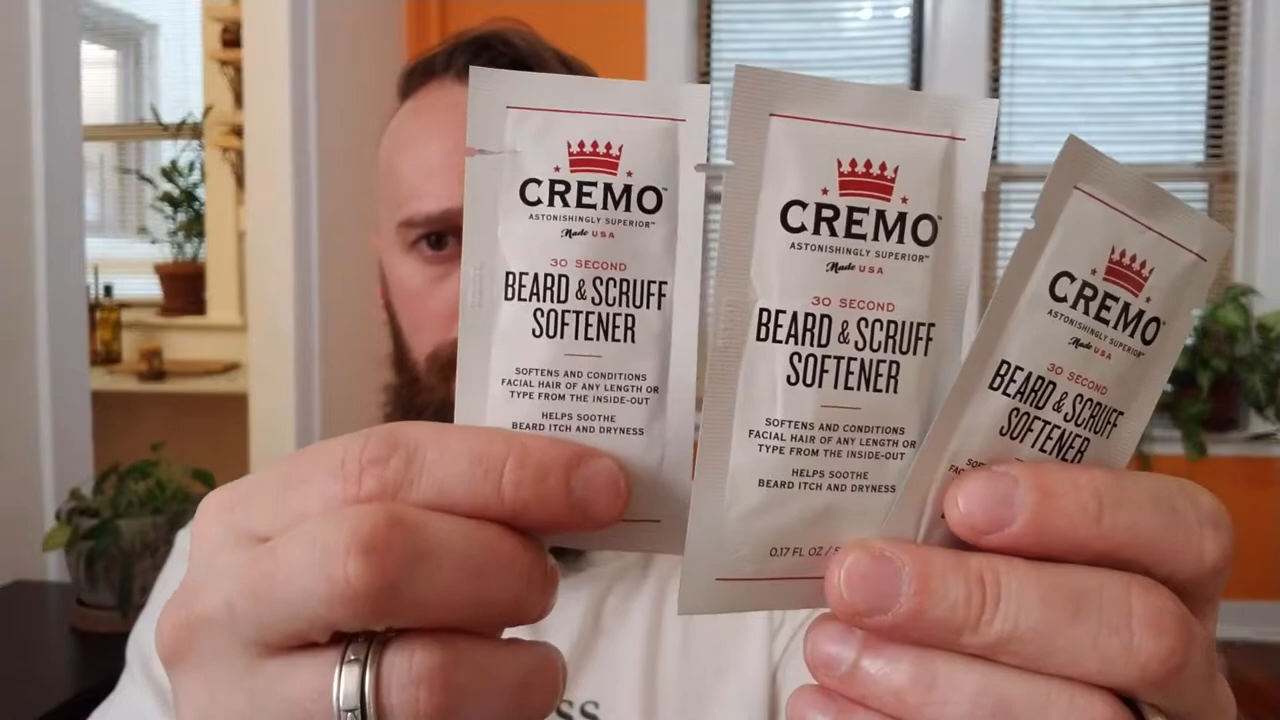 CREMO™
ASTONISHINGLY SUPERIOR™
Made USA
30 SECOND
BEARD & SCRUFF
SOFTENER
SOFTENS AND CONDITIONS
FACIAL HAIR OF ANY LENGTH OR
TYPE FROM THE INSIDE-OUT
HELPS SOOTHE
BEARD ITCH AND DRYNESS
CREMO™
ASTONISHINGLY SUPERIOR™
Made USA
30 SECOND
BEARD & SCRUFF
SOFTENER
SOFTENS AND CONDITIONS
FACIAL HAIR OF ANY LENGTH OR
TYPE FROM THE INSIDE-OUT
HELPS SOOTHE
BEARD ITCH AND DRYNESS
0.17 FL OZ /
CREMO™
ASTONISHINGLY SUPERIOR™
Made USA
30 SECOND
BEARD & SCRUFF
SOFTENER